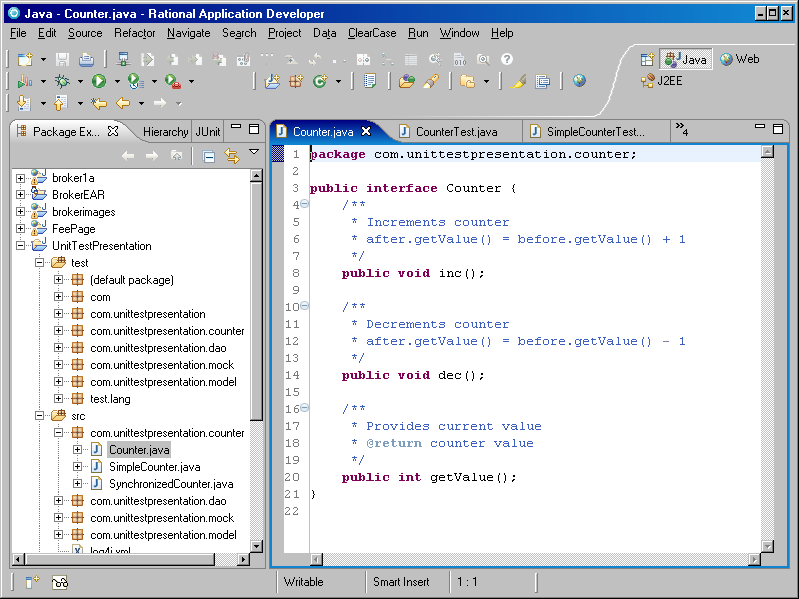 Java - Counter.java - Rational Application Developer
File Edit Source Refactor Navigate Search Project Data ClearCase Run Window Help
Java Web
J2EE
Package Ex... Hierarchy JUnit
Counter.java CounterTest.java SimpleCounterTest... »4
broker1a
BrokerEAR
brokerimages
FeePage
UnitTestPresentation
test
(default package)
com
com.unittestpresentation
com.unittestpresentation.counter
com.unittestpresentation.dao
com.unittestpresentation.mock
com.unittestpresentation.model
test.lang
src
com.unittestpresentation.counter
Counter.java
SimpleCounter.java
SynchronizedCounter.java
com.unittestpresentation.dao
com.unittestpresentation.mock
com.unittestpresentation.model
log4j.xml
1 package com.unittestpresentation.counter;
2
3 public interface Counter {
4 /**
5 * Increments counter
6 * after.getValue() = before.getValue() + 1
7 */
8 public void inc();
9
10 /**
11 * Decrements counter
12 * after.getValue() = before.getValue() - 1
13 */
14 public void dec();
15
16 /**
17 * Provides current value
18 * @return counter value
19 */
20 public int getValue();
21 }
22
Writable Smart Insert 1 : 1